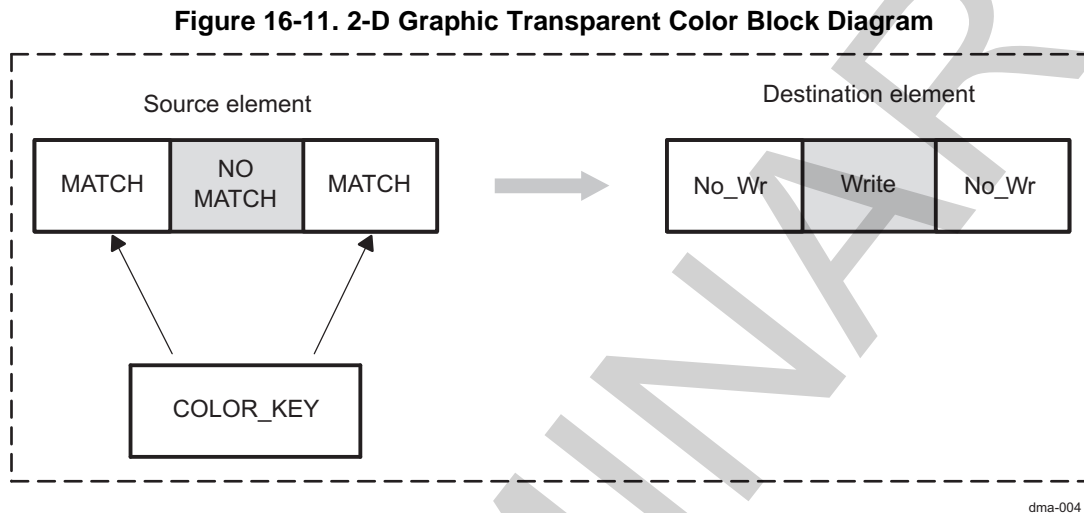 Figure 16-11. 2-D Graphic Transparent Color Block Diagram
Source element
Destination element
MATCH
NO
MATCH
MATCH
No_Wr
Write
No_Wr
COLOR_KEY
dma-004